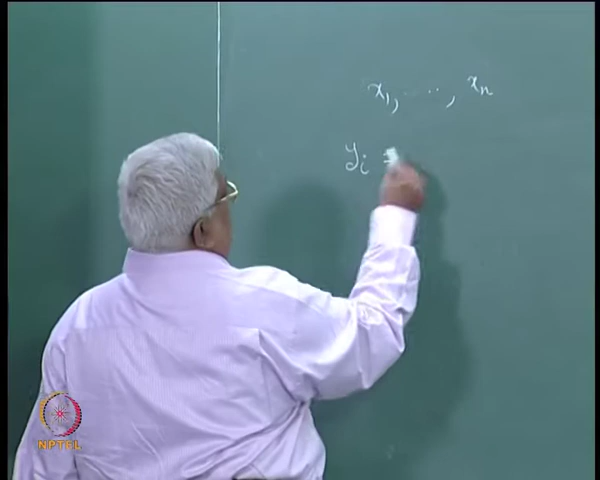 x₁, ..., xₙ
yᵢ =
NPTEL